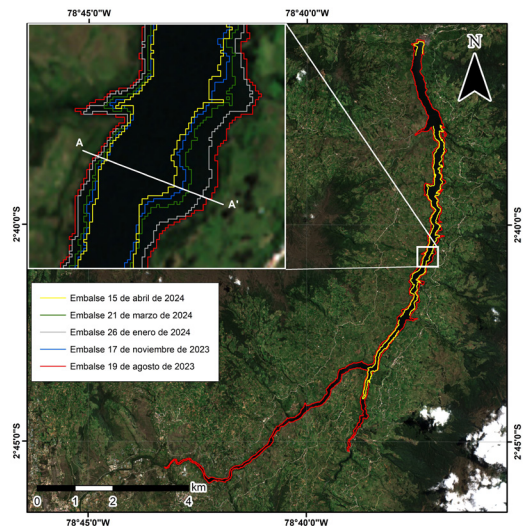 78°45'0"W 78°40'0"W
N
A
A'
2°40'0"S 2°40'0"S
Embalse 15 de abril de 2024
Embalse 21 de marzo de 2024
Embalse 26 de enero de 2024
Embalse 17 de noviembre de 2023
Embalse 19 de agosto de 2023
2°45'0"S 2°45'0"S
km
0 1 2 4
78°45'0"W 78°40'0"W